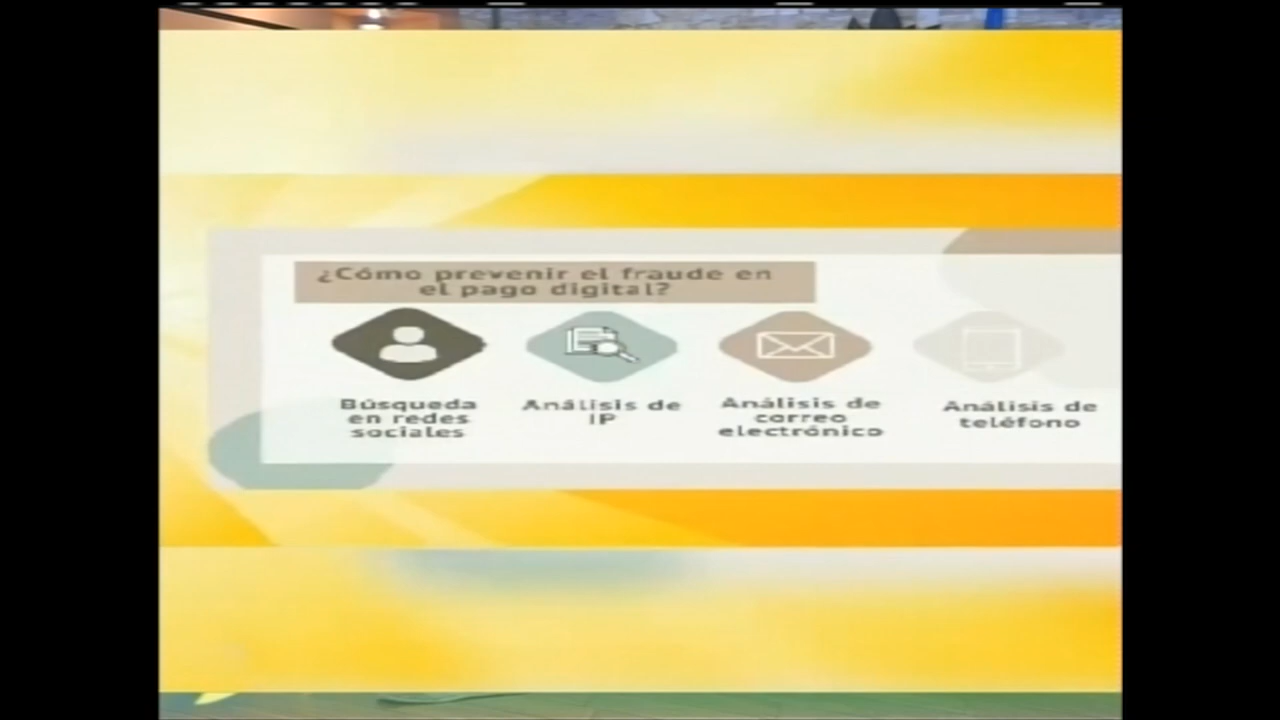 ¿Cómo prevenir el fraude en
el pago digital?
Búsqueda
en redes
sociales
Análisis de
IP
Análisis de
correo
electrónico
Análisis de
teléfono